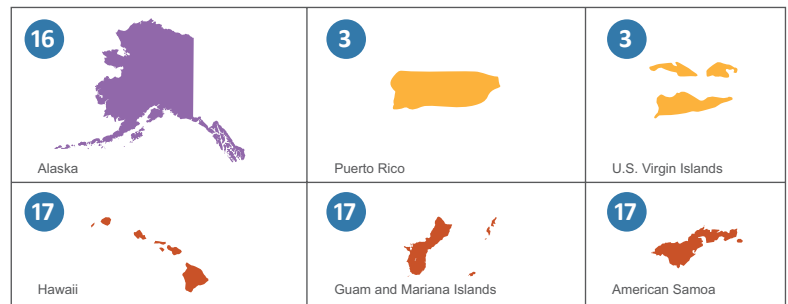 16
Alaska
3
Puerto Rico
3
U.S. Virgin Islands
17
Hawaii
17
Guam and Mariana Islands
17
American Samoa